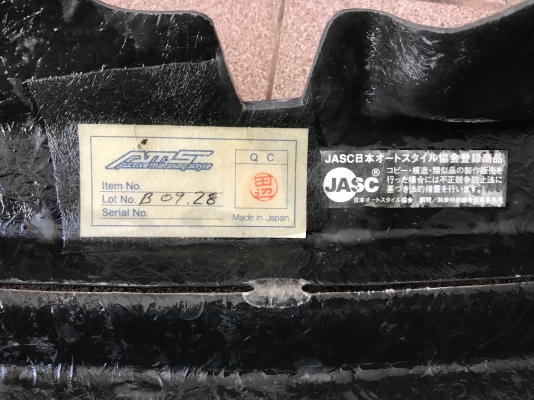 AMS
Active materially style
Item No.
Lot No. B 09.28
Serial No.
Q C
Made in Japan
JASC日本オートスタイル協会登録商品
JASC
コピー・模造・類似品の製作販売を
行った場合には不正競争防止法に
基づき法的措置を行います。
日本オートスタイル協会